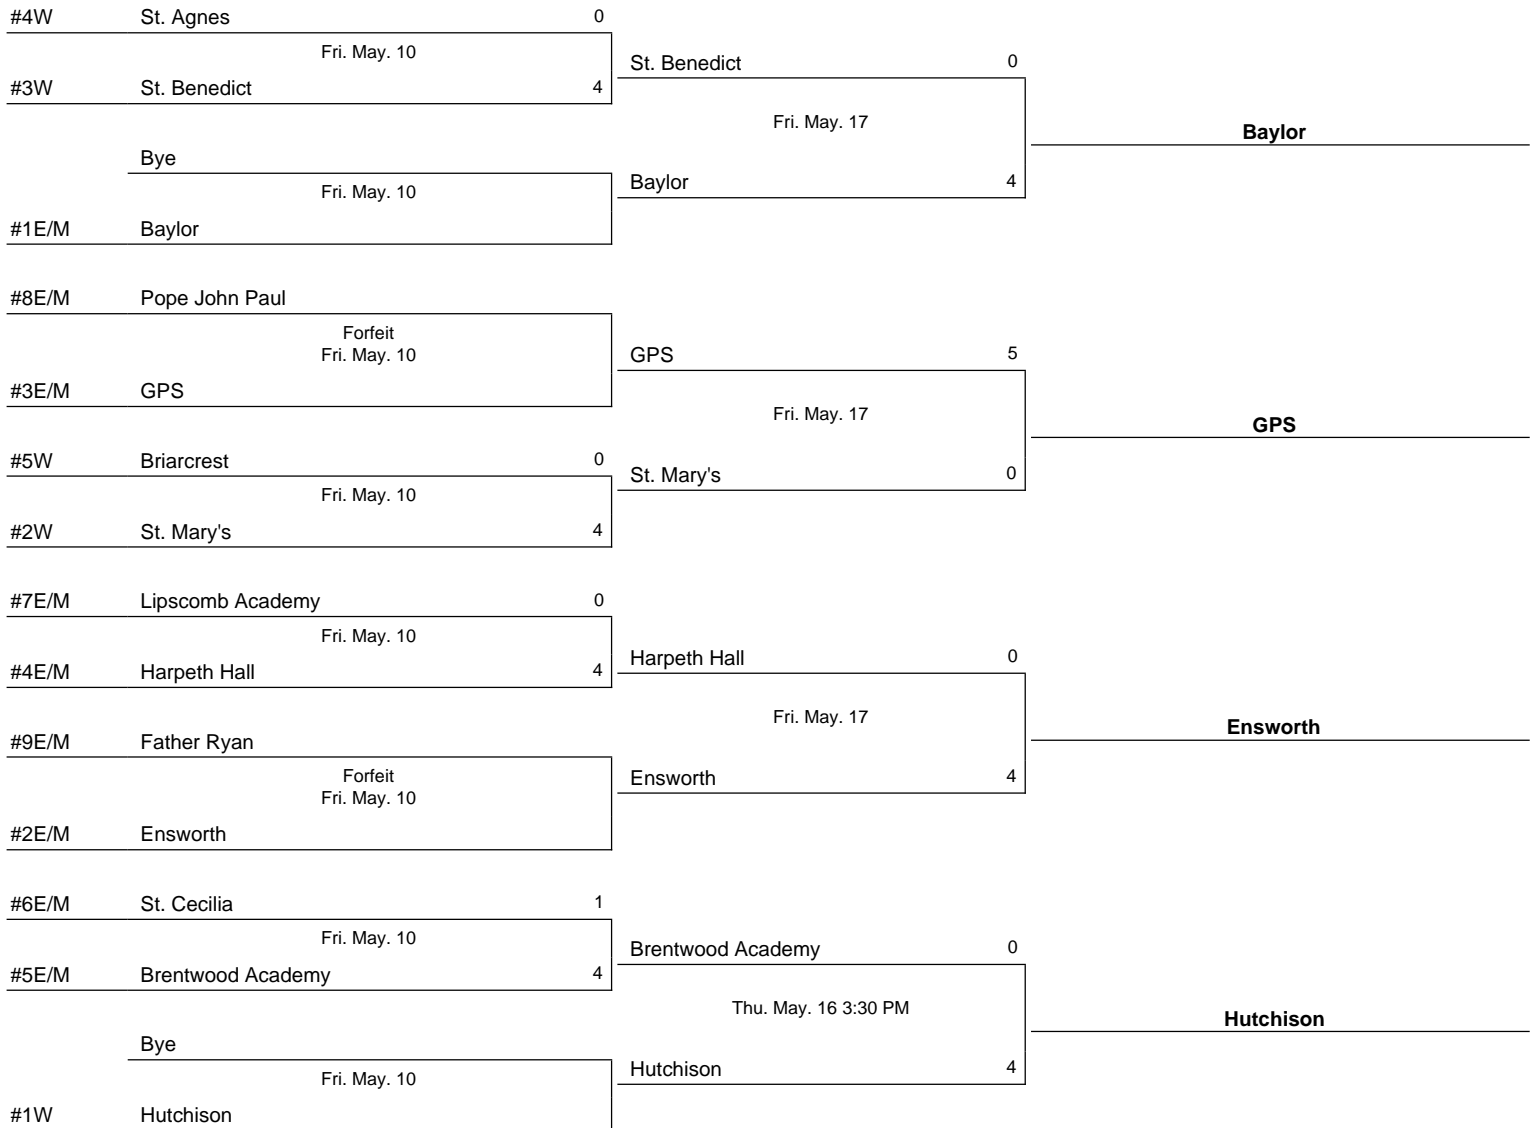 #4W St. Agnes 0
Fri. May. 10
#3W St. Benedict 4
St. Benedict 0
Fri. May. 17
Baylor 4
Baylor
Bye
Fri. May. 10
#1E/M Baylor
#8E/M Pope John Paul
Forfeit
Fri. May. 10
#3E/M GPS
GPS 5
Fri. May. 17
St. Mary's 0
GPS
#5W Briarcrest 0
Fri. May. 10
#2W St. Mary's 4
#7E/M Lipscomb Academy 0
Fri. May. 10
#4E/M Harpeth Hall 4
Harpeth Hall 0
Fri. May. 17
Ensworth 4
Ensworth
#9E/M Father Ryan
Forfeit
Fri. May. 10
#2E/M Ensworth
#6E/M St. Cecilia 1
Fri. May. 10
#5E/M Brentwood Academy 4
Brentwood Academy 0
Thu. May. 16 3:30 PM
Hutchison 4
Hutchison
Bye
Fri. May. 10
#1W Hutchison